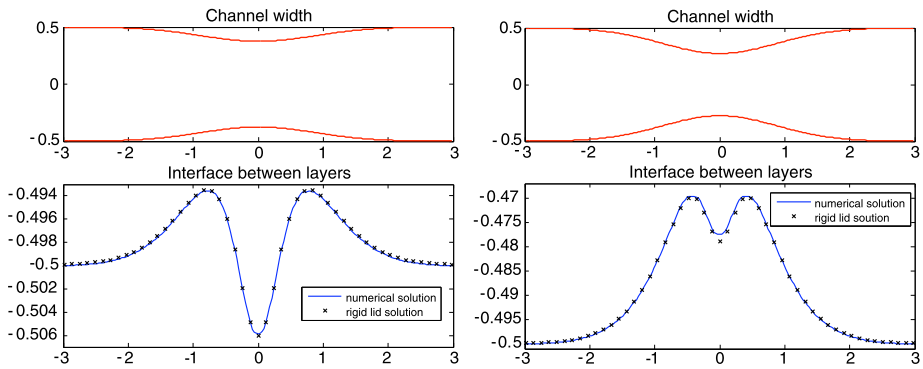 Channel width
0.5
0
-0.5
-3 -2 -1 0 1 2 3
Interface between layers
-0.494
-0.496
-0.498
-0.5
-0.502
-0.504
-0.506
numerical solution
rigid lid solution
-3 -2 -1 0 1 2 3
Channel width
0.5
0
-0.5
-3 -2 -1 0 1 2 3
Interface between layers
-0.47
-0.475
-0.48
-0.485
-0.49
-0.495
-0.5
numerical solution
rigid lid soution
-3 -2 -1 0 1 2 3